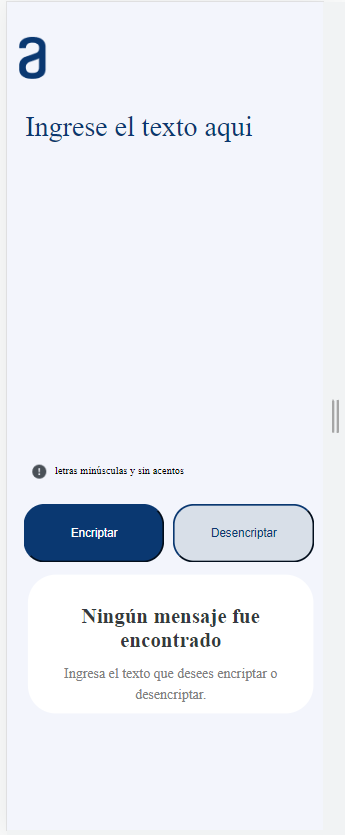 a
Ingrese el texto aqui
letras minúsculas y sin acentos
Encriptar
Desencriptar
Ningún mensaje fue
encontrado
Ingresa el texto que desees encriptar o
desencriptar.